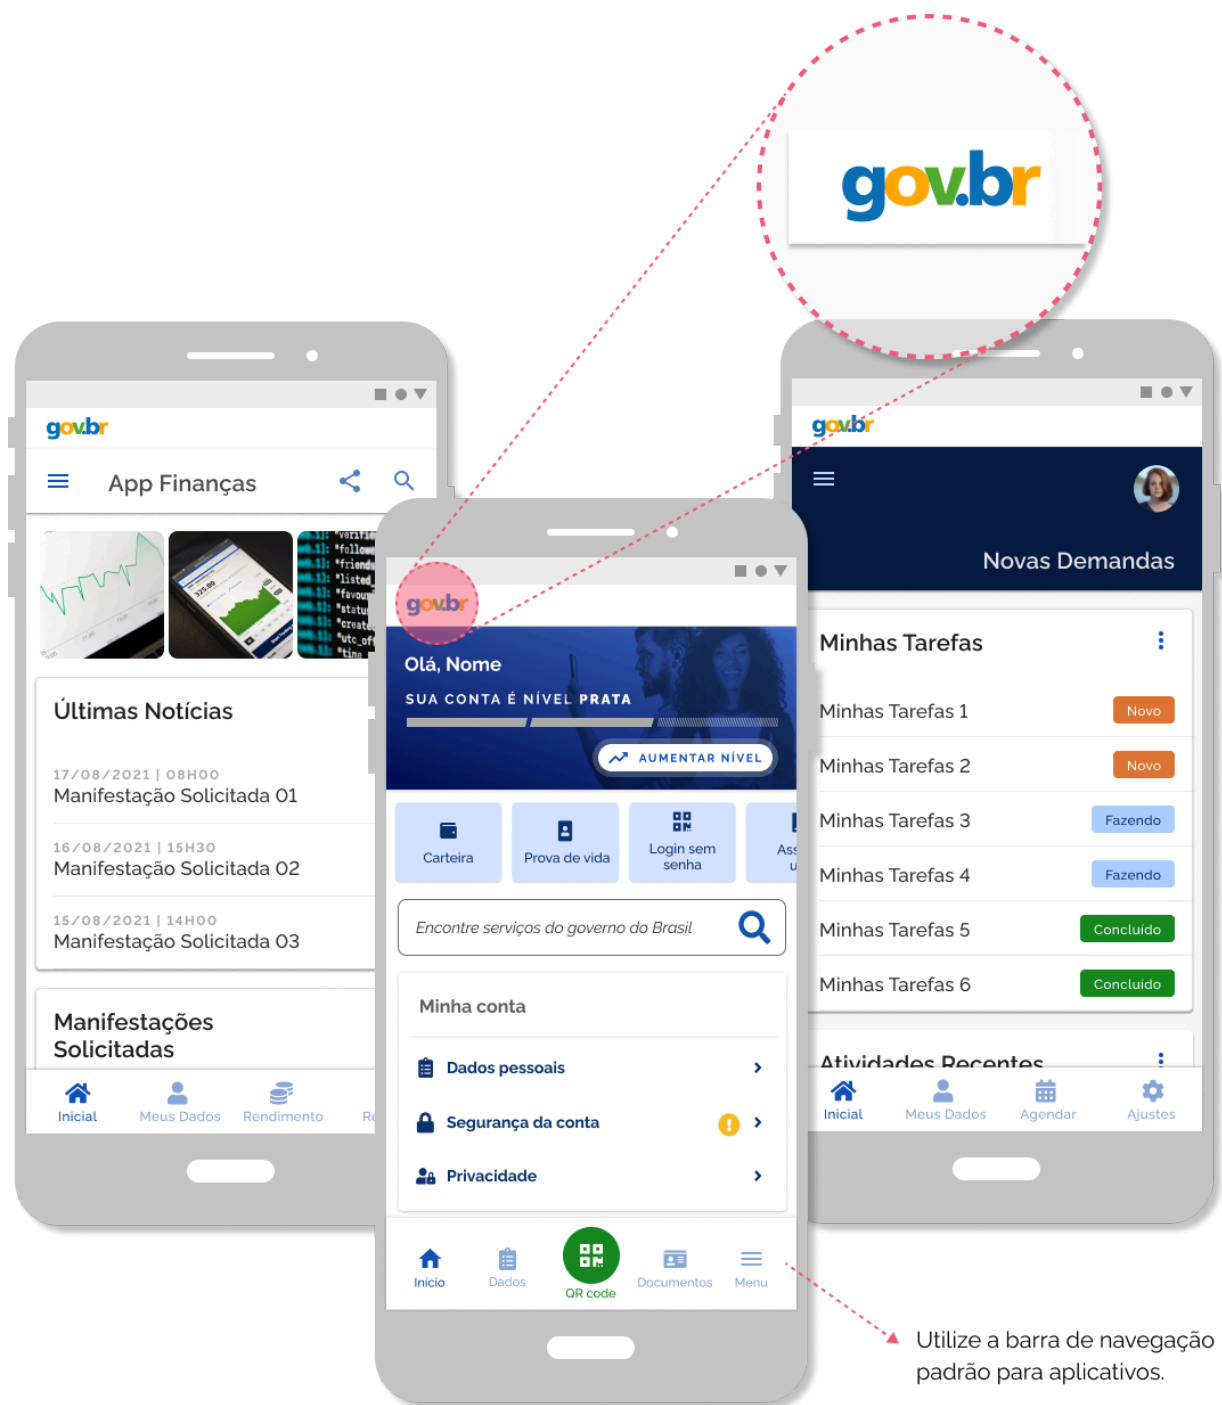 gov.br
gov.br
App Finanças
Últimas Notícias
17/08/2021 | 08H00
Manifestação Solicitada 01
16/08/2021 | 15H30
Manifestação Solicitada 02
15/08/2021 | 14H00
Manifestação Solicitada 03
Manifestações
Solicitadas
Inicial
Meus Dados
Rendimento
gov.br
Olá, Nome
SUA CONTA É NÍVEL PRATA
AUMENTAR NÍVEL
Carteira
Prova de vida
Login sem
senha
Encontre serviços do governo do Brasil
Minha conta
Dados pessoais
Segurança da conta
Privacidade
Início
Dados
QR code
Documentos
Menu
gov.br
Novas Demandas
Minhas Tarefas
Minhas Tarefas 1 Novo
Minhas Tarefas 2 Novo
Minhas Tarefas 3 Fazendo
Minhas Tarefas 4 Fazendo
Minhas Tarefas 5 Concluído
Minhas Tarefas 6 Concluído
Atividades Recentes
Inicial
Meus Dados
Agendar
Ajustes
Utilize a barra de navegação
padrão para aplicativos.